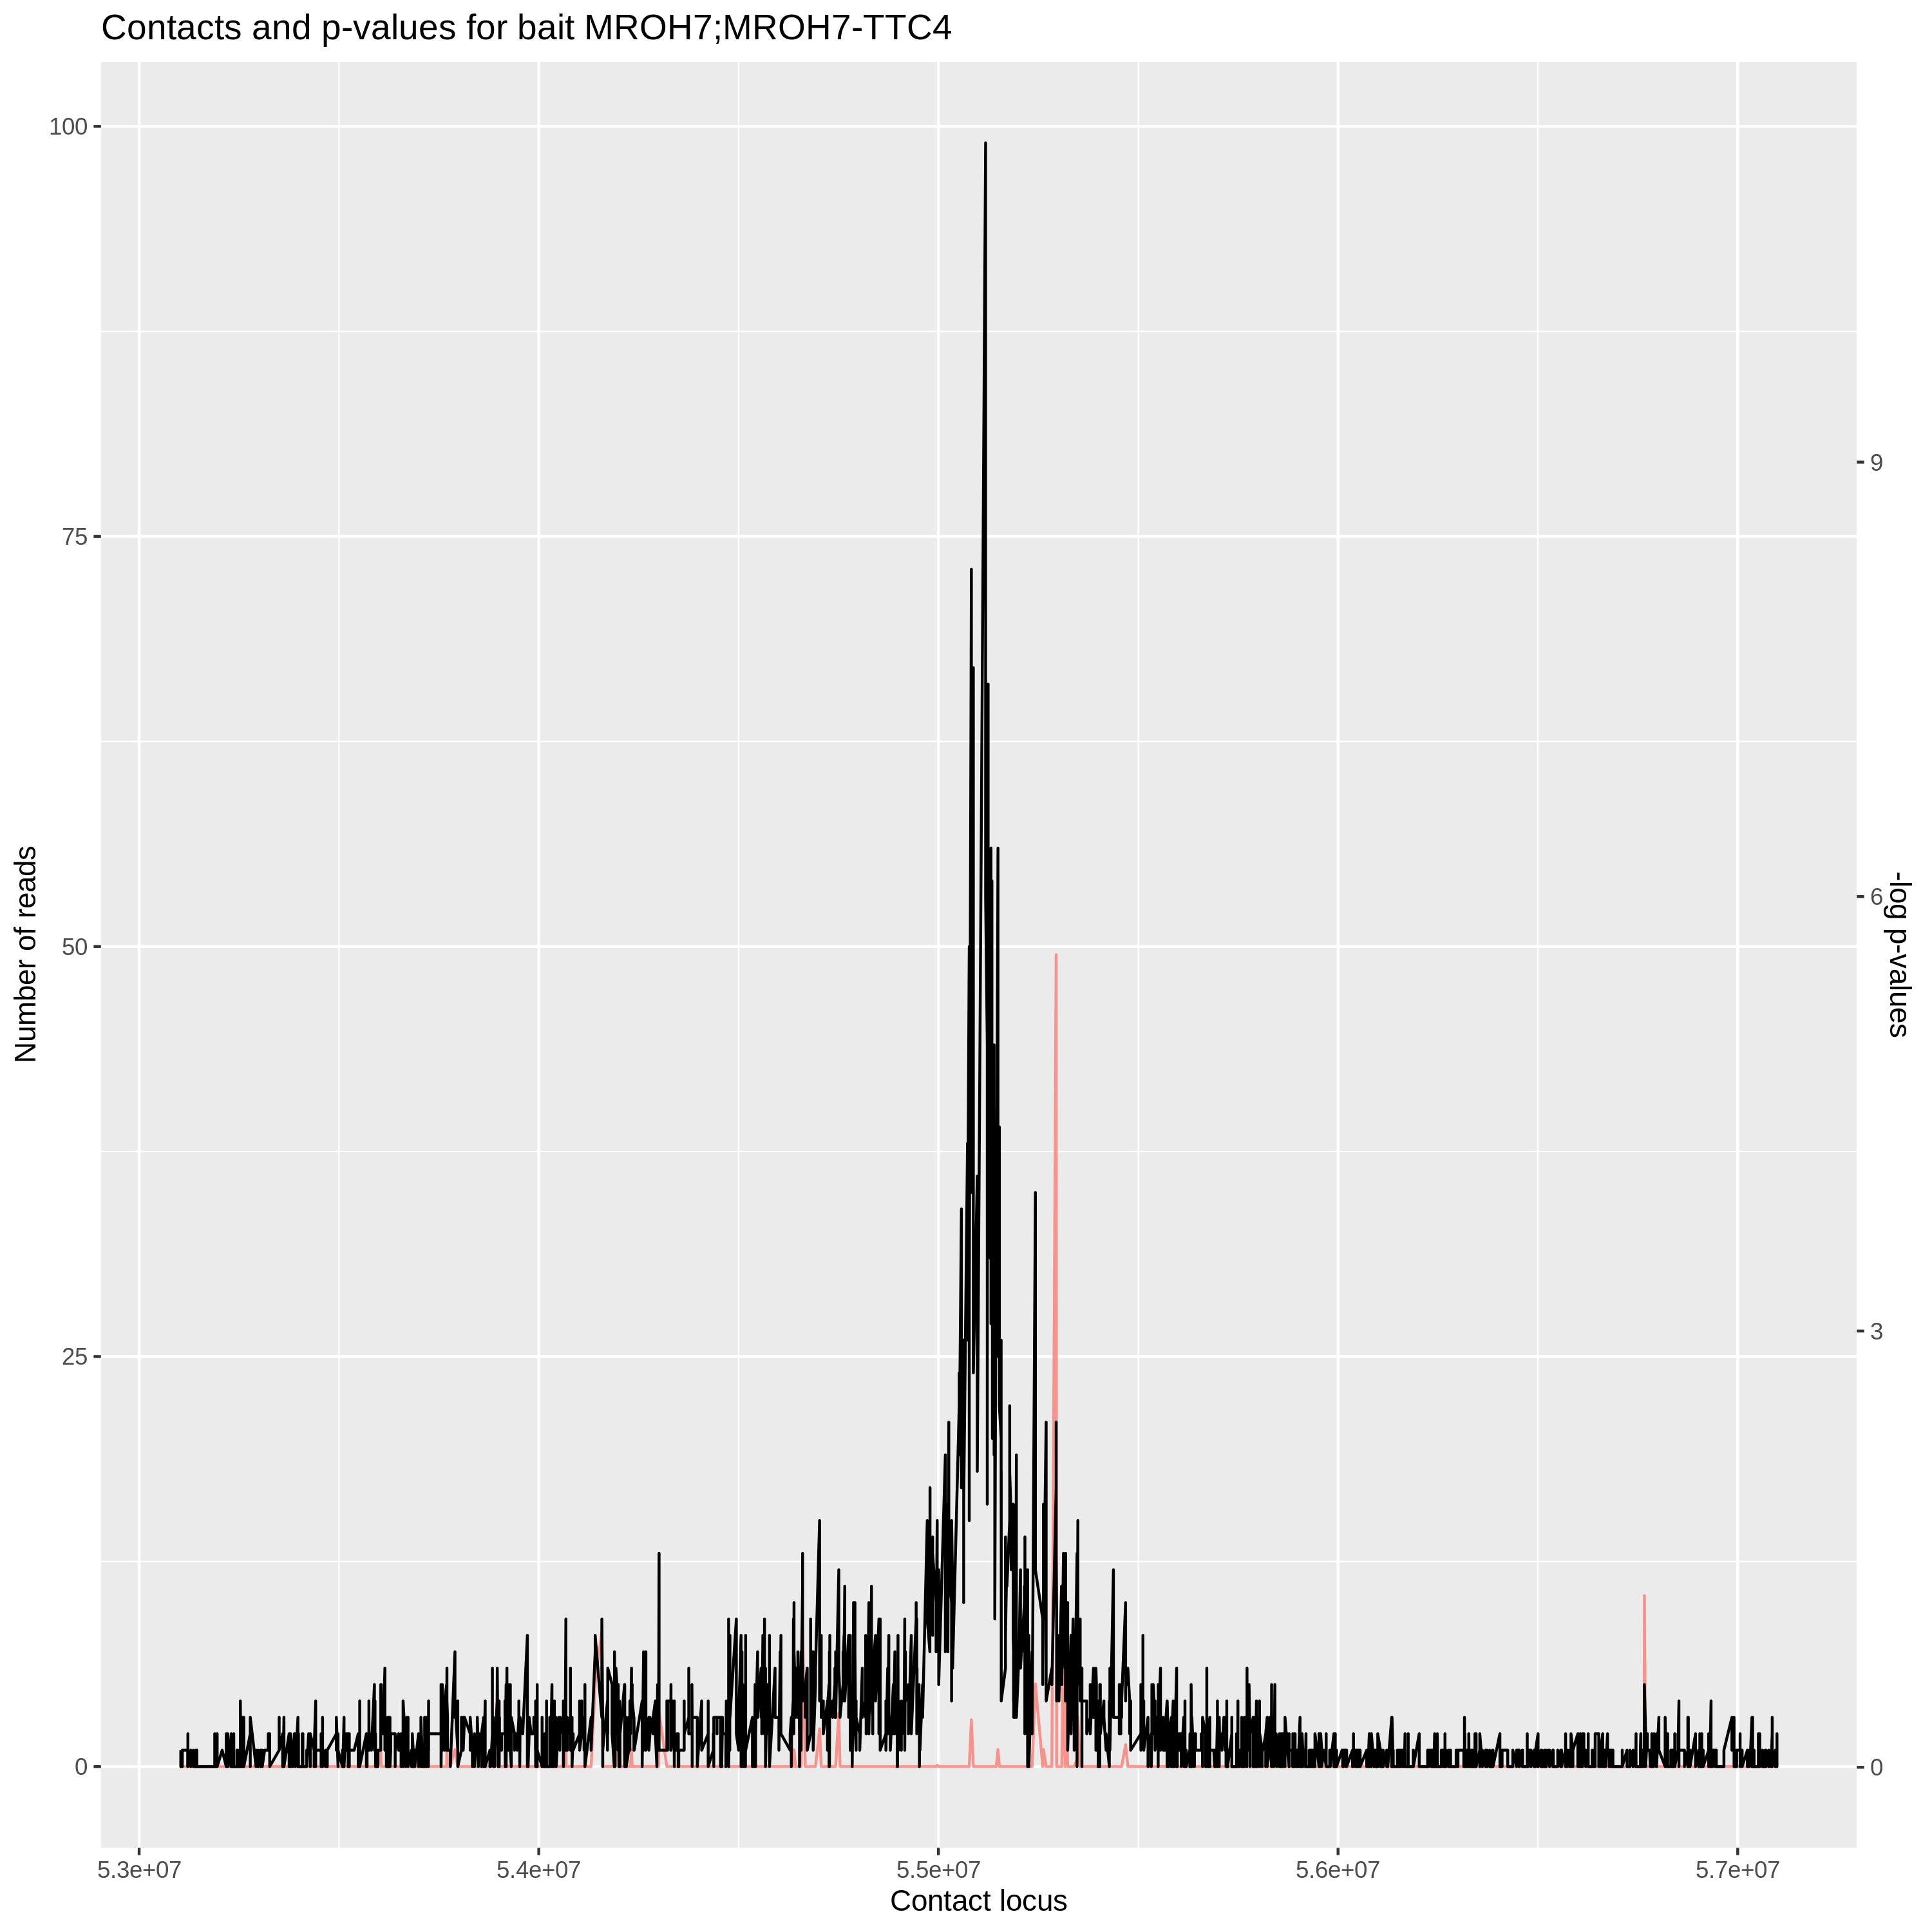 Contacts and p-values for bait MROH7;MROH7-TTC4
100
75
50
25
0
Number of reads
9
6
3
0
-log p-values
5.3e+07
5.4e+07
5.5e+07
5.6e+07
5.7e+07
Contact locus